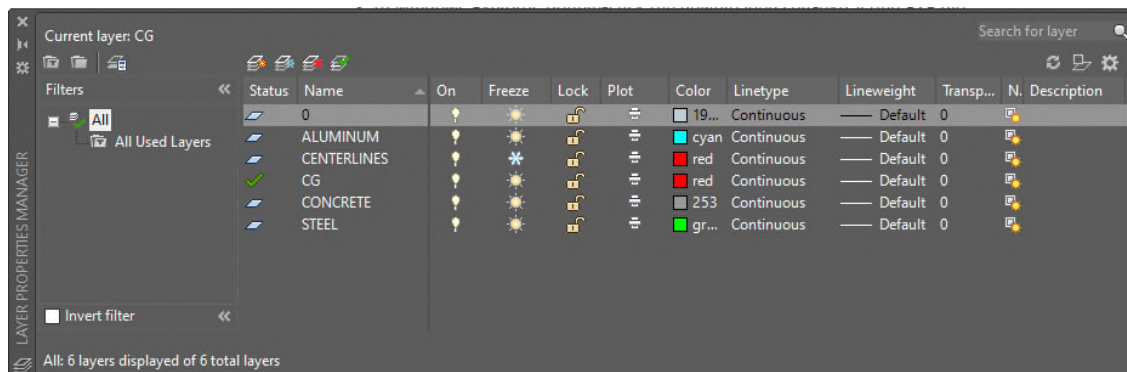 Current layer: CG
Search for layer
Filters
Status Name On Freeze Lock Plot Color Linetype Lineweight Transp... N. Description
All
All Used Layers
0 19... Continuous Default 0
ALUMINUM cyan Continuous Default 0
CENTERLINES red Continuous Default 0
CG red Continuous Default 0
CONCRETE 253 Continuous Default 0
STEEL gr... Continuous Default 0
Invert filter
All: 6 layers displayed of 6 total layers
LAYER PROPERTIES MANAGER